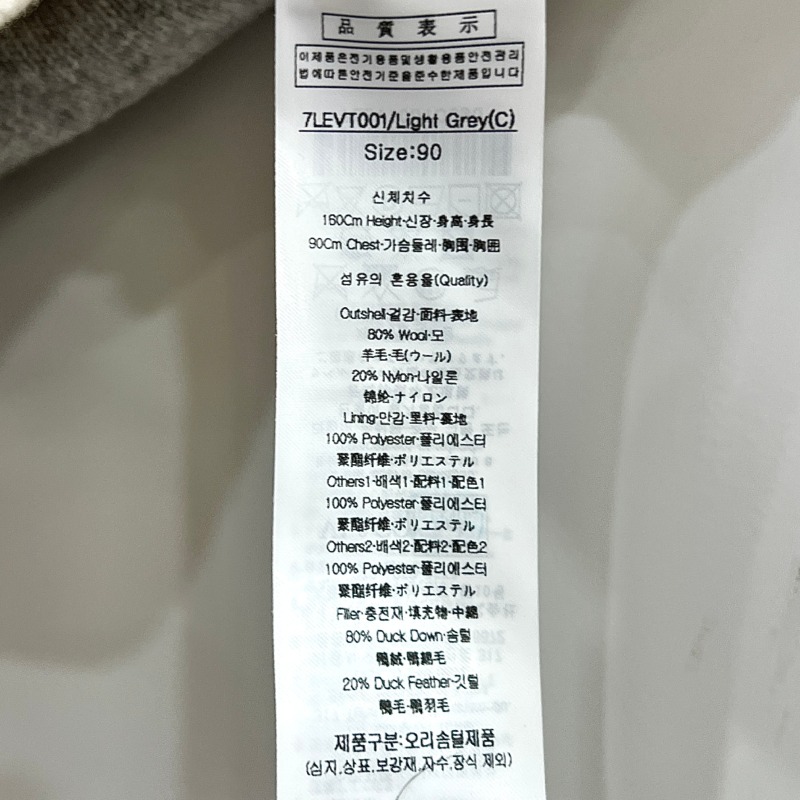 品質表示
이제품은전기용품및생활용품안전관리
법에따른안전기준을준수한제품입니다
7LEVT001/Light Grey(C)
Size:90
신체치수
160Cm Height·신장·身高·身長
90Cm Chest·가슴둘레·胸围·胸囲
섬유의 혼용율(Quality)
Outshell·겉감·面料·表地
80% Wool·모
羊毛·毛(ウール)
20% Nylon·나일론
锦纶·ナイロン
Lining·안감·里料·裏地
100% Polyester·폴리에스터
聚酯纤维·ポリエステル
Others1·배색1·配料1·配色1
100% Polyester·폴리에스터
聚酯纤维·ポリエステル
Others2·배색2·配料2·配色2
100% Polyester·폴리에스터
聚酯纤维·ポリエステル
Filler·충전재·填充物·中綿
80% Duck Down·솜털
鸭絨·鴨綿毛
20% Duck Feather·깃털
鸭毛·鴨羽毛
제품구분:오리솜털제품
(심지,상표,보강재,자수,장식 제외)